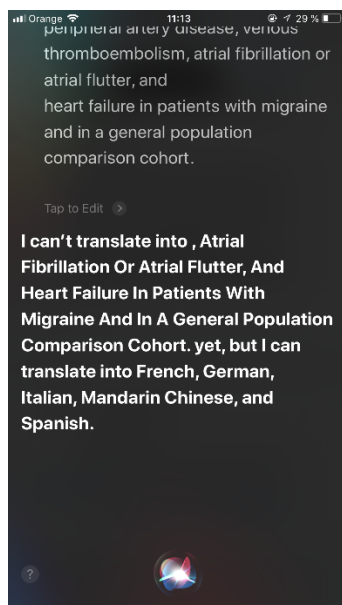 Orange 11:13 29 %
peripheral artery disease, venous
thromboembolism, atrial fibrillation or
atrial flutter, and
heart failure in patients with migraine
and in a general population
comparison cohort.
Tap to Edit >
I can't translate into , Atrial
Fibrillation Or Atrial Flutter, And
Heart Failure In Patients With
Migraine And In A General Population
Comparison Cohort. yet, but I can
translate into French, German,
Italian, Mandarin Chinese, and
Spanish.
?